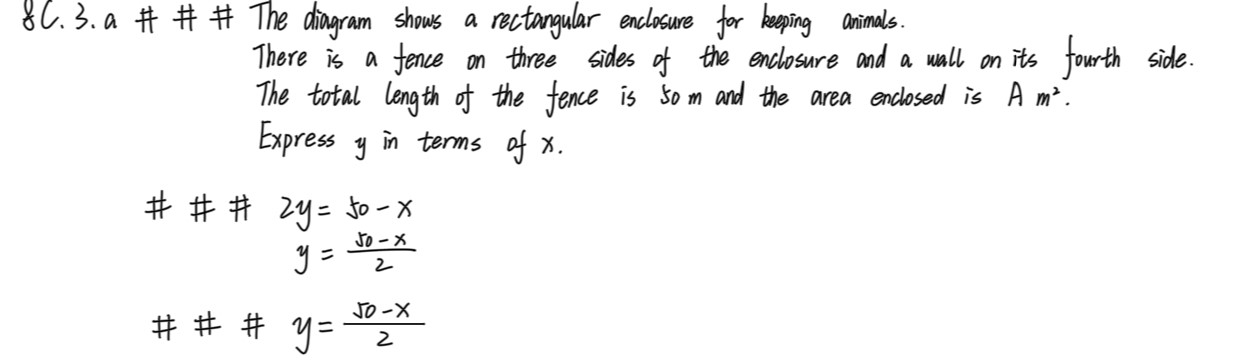 8C. 3. a # # # The diagram shows a rectangular enclosure for keeping animals.
There is a fence on three sides of the enclosure and a wall on its fourth side.
The total length of the fence is 50 m and the area enclosed is A m².
Express y in terms of x.
# # # 2y = 50 - x
y = \frac{50 - x}{2}
# # # y = \frac{50 - x}{2}